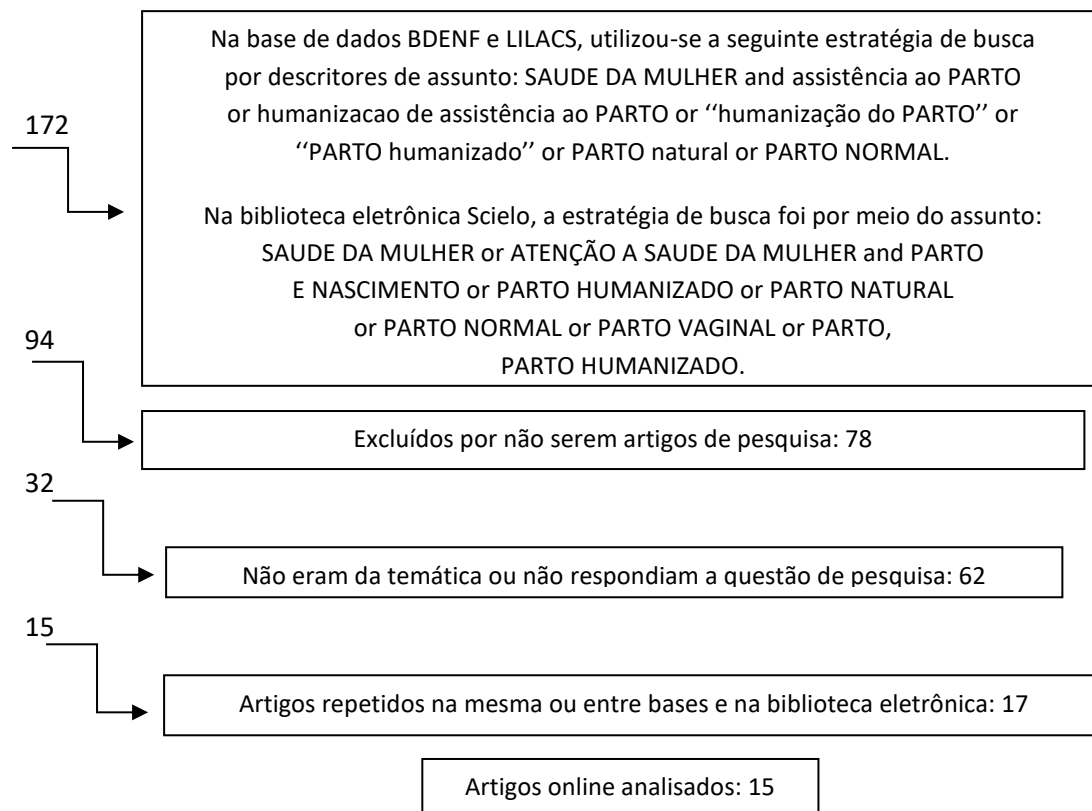 Na base de dados BDENF e LILACS, utilizou-se a seguinte estratégia de busca
por descritores de assunto: SAUDE DA MULHER and assistência ao PARTO
or humanizacao de assistência ao PARTO or ‘‘humanização do PARTO’’ or
‘‘PARTO humanizado’’ or PARTO natural or PARTO NORMAL.
172
Na biblioteca eletrônica Scielo, a estratégia de busca foi por meio do assunto:
SAUDE DA MULHER or ATENÇÃO A SAUDE DA MULHER and PARTO
E NASCIMENTO or PARTO HUMANIZADO or PARTO NATURAL
or PARTO NORMAL or PARTO VAGINAL or PARTO,
PARTO HUMANIZADO.
94
Excluídos por não serem artigos de pesquisa: 78
32
Não eram da temática ou não respondiam a questão de pesquisa: 62
15
Artigos repetidos na mesma ou entre bases e na biblioteca eletrônica: 17
Artigos online analisados: 15